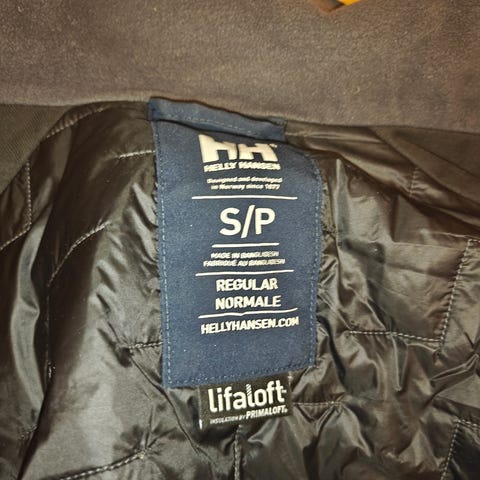 HH
HELLY HANSEN
Designed and developed
in Norway since 1877
S/P
MADE IN BANGLADESH
FABRIQUÉ AU BANGLADESH
REGULAR
NORMALE
HELLYHANSEN.COM
lifaloft™
INSULATION BY PRIMALOFT®